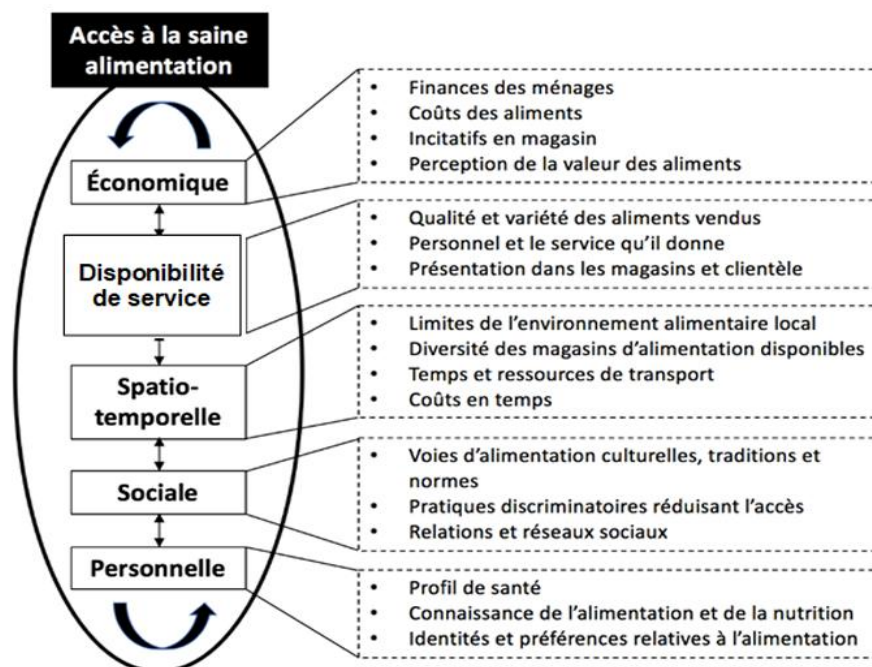 Accès à la saine
alimentation
Économique
• Finances des ménages
• Coûts des aliments
• Incitatifs en magasin
• Perception de la valeur des aliments
Disponibilité
de service
• Qualité et variété des aliments vendus
• Personnel et le service qu'il donne
• Présentation dans les magasins et clientèle
Spatio-
temporelle
• Limites de l'environnement alimentaire local
• Diversité des magasins d'alimentation disponibles
• Temps et ressources de transport
• Coûts en temps
Sociale
• Voies d'alimentation culturelles, traditions et
normes
• Pratiques discriminatoires réduisant l'accès
• Relations et réseaux sociaux
Personnelle
• Profil de santé
• Connaissance de l'alimentation et de la nutrition
• Identités et préférences relatives à l'alimentation